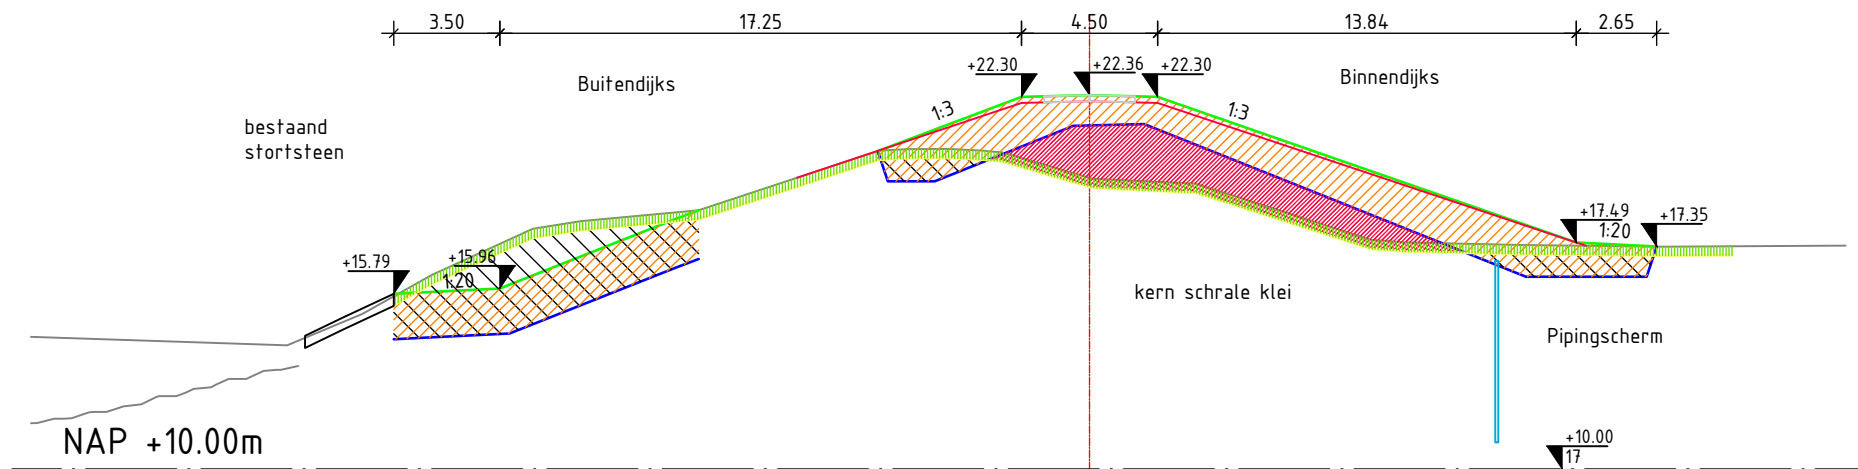 3.50
17.25
4.50
13.84
2.65
+22.30
+22.36
+22.30
Buitendijks
Binnendijks
1:3
1:3
bestaand
stortsteen
+17.49
+17.35
1:20
+15.79
+15.96
1:20
kern schrale klei
Pipingscherm
NAP +10.00m
+10.00
17